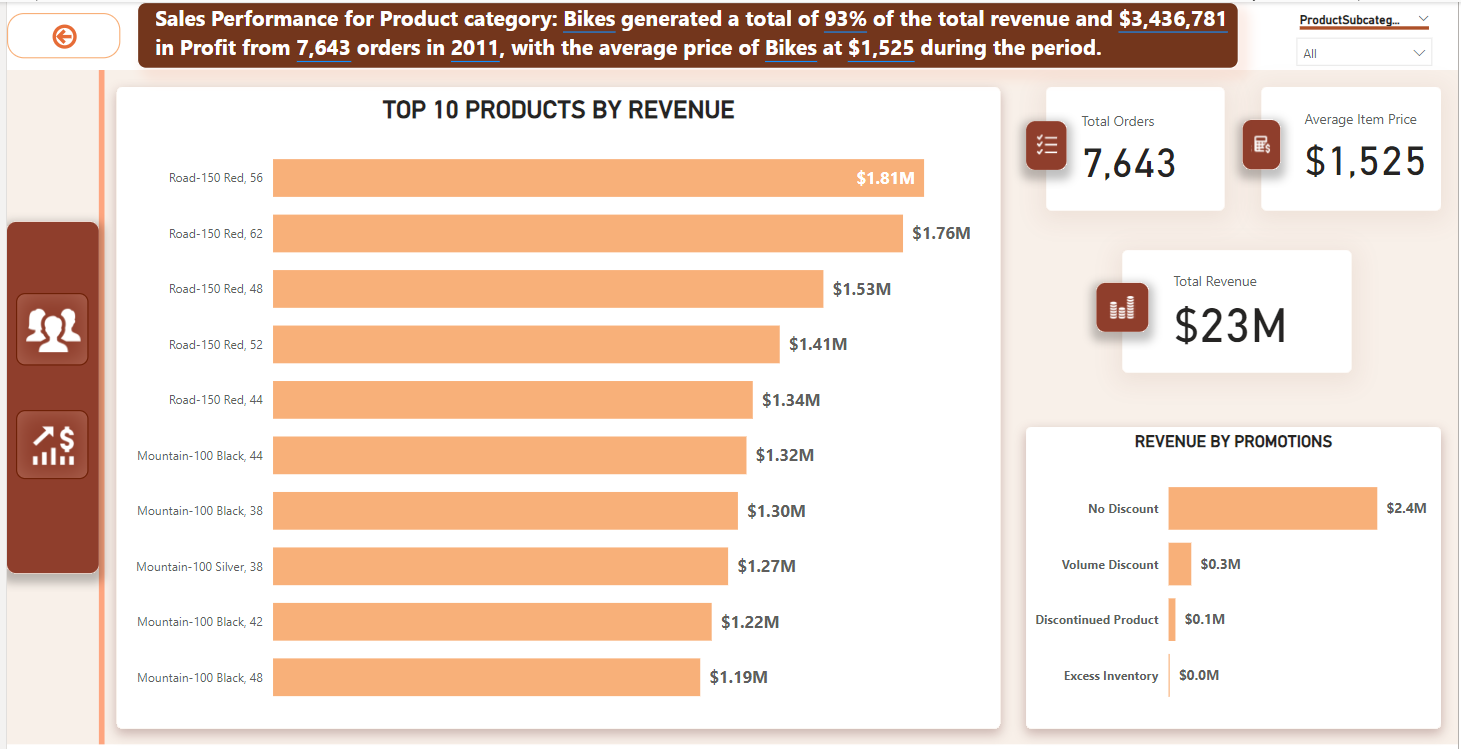 Sales Performance for Product category: Bikes generated a total of 93% of the total revenue and $3,436,781
in Profit from 7,643 orders in 2011, with the average price of Bikes at $1,525 during the period.
ProductSubcateg...
All
TOP 10 PRODUCTS BY REVENUE
Road-150 Red, 56
$1.81M
Road-150 Red, 62
$1.76M
Road-150 Red, 48
$1.53M
Road-150 Red, 52
$1.41M
Road-150 Red, 44
$1.34M
Mountain-100 Black, 44
$1.32M
Mountain-100 Black, 38
$1.30M
Mountain-100 Silver, 38
$1.27M
Mountain-100 Black, 42
$1.22M
Mountain-100 Black, 48
$1.19M
Total Orders
7,643
Average Item Price
$1,525
Total Revenue
$23M
REVENUE BY PROMOTIONS
No Discount
$2.4M
Volume Discount
$0.3M
Discontinued Product
$0.1M
Excess Inventory
$0.0M